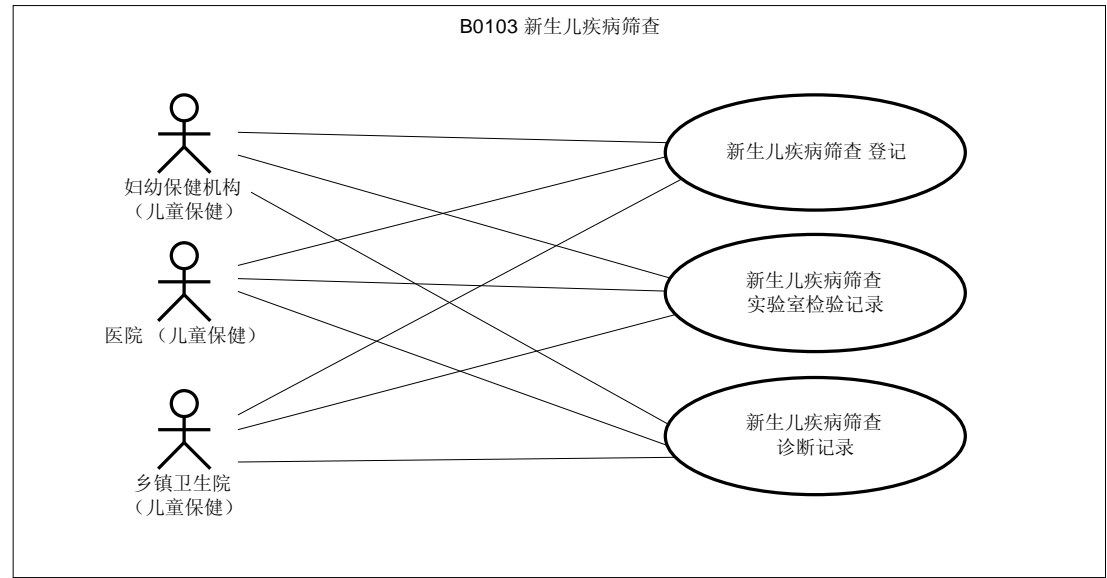 B0103 新生儿疾病筛查
妇幼保健机构
（儿童保健）
医院 （儿童保健）
乡镇卫生院
（儿童保健）
新生儿疾病筛查 登记
新生儿疾病筛查
实验室检验记录
新生儿疾病筛查
诊断记录